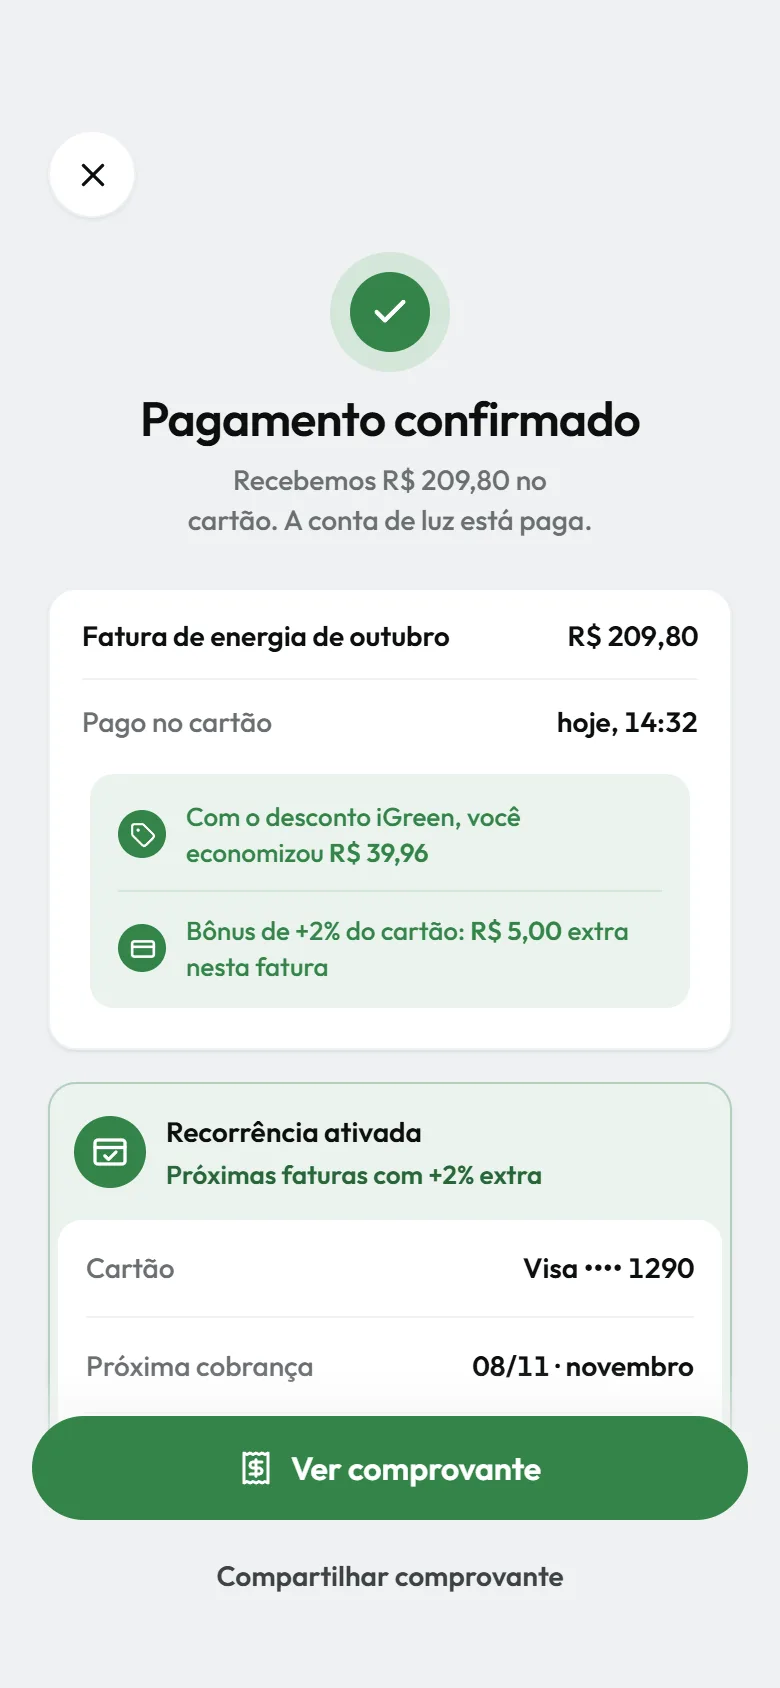 Pagamento confirmado
Recebemos R$ 209,80 no
cartão. A conta de luz está paga.
Fatura de energia de outubro R$ 209,80
Pago no cartão hoje, 14:32
Com o desconto iGreen, você
economizou R$ 39,96
Bônus de +2% do cartão: R$ 5,00 extra
nesta fatura
Recorrência ativada
Próximas faturas com +2% extra
Cartão Visa •••• 1290
Próxima cobrança 08/11 · novembro
Ver comprovante
Compartilhar comprovante